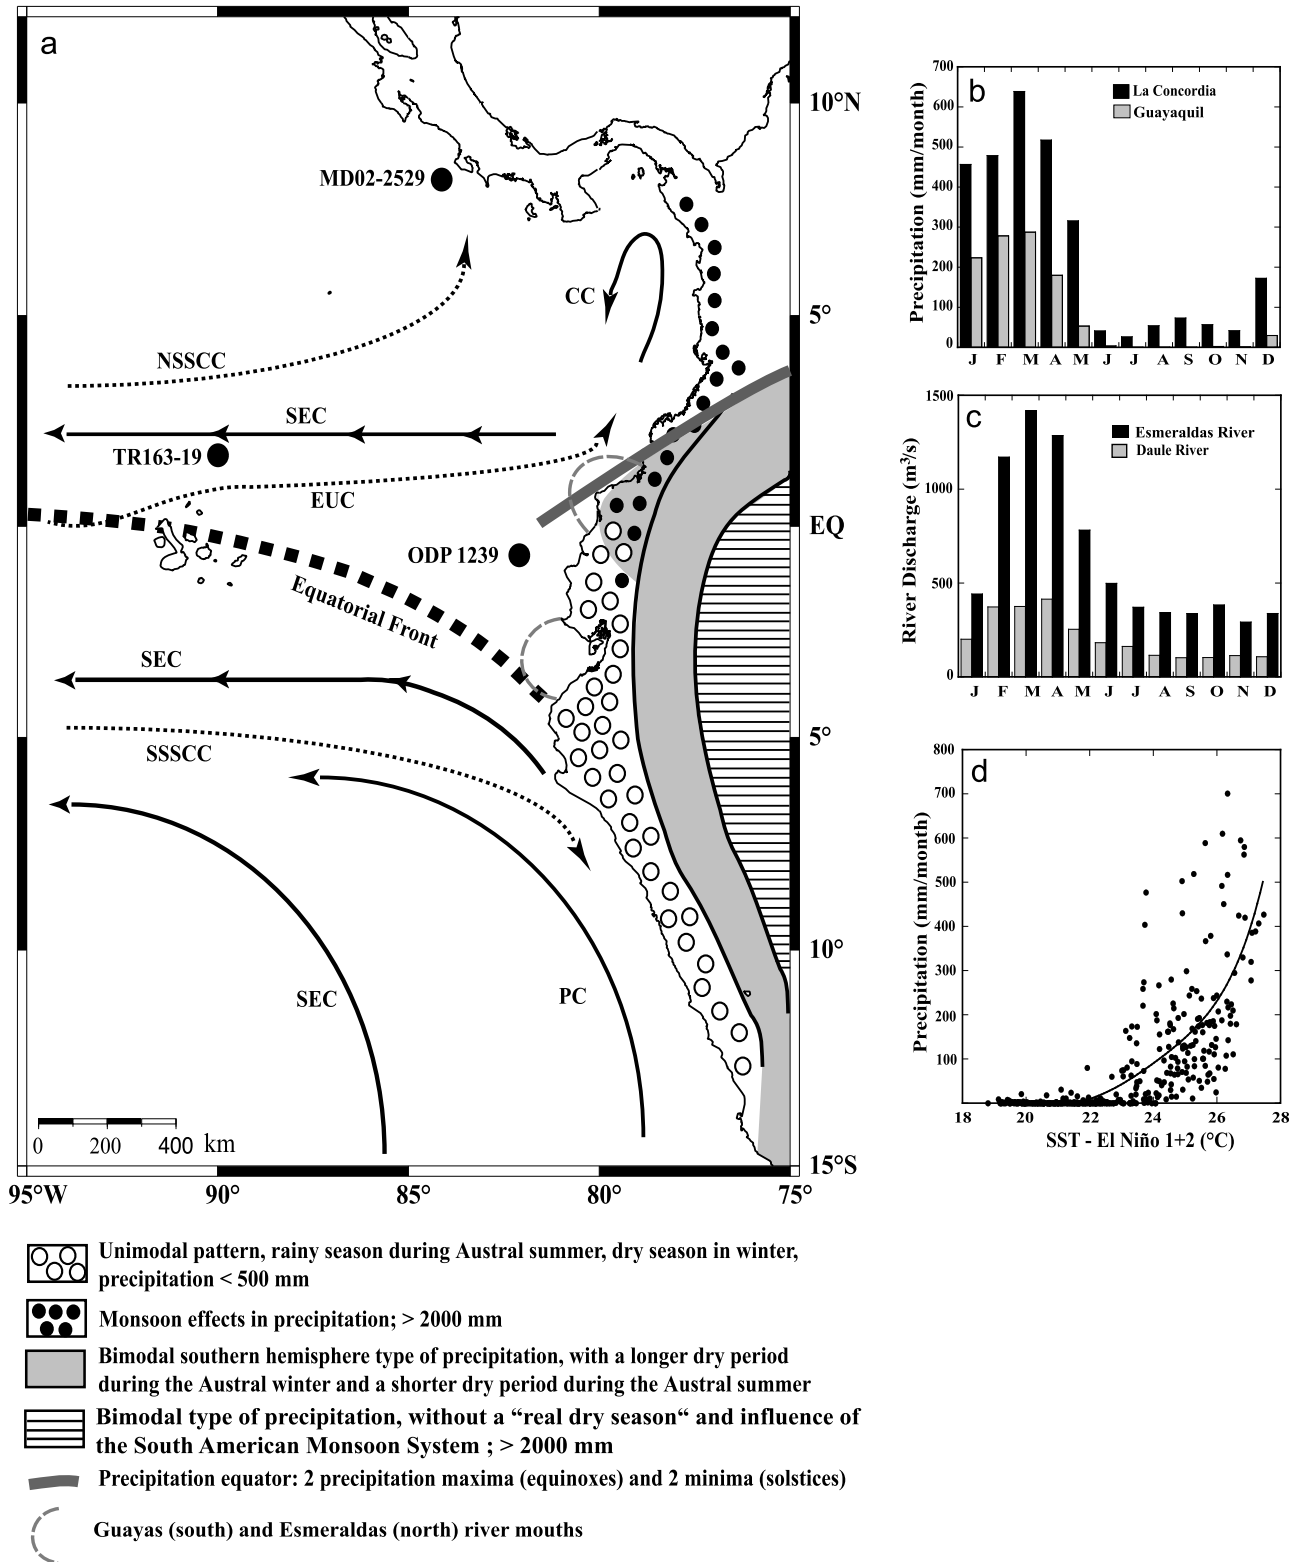 a
10°N
MD02-2529
CC
5°
NSSCC
SEC
TR163-19
EUC
EQ
ODP 1239
Equatorial Front
SEC
5°
SSSCC
SEC
PC
10°
0 200 400 km
15°S
95°W 90° 85° 80° 75°
b
La Concordia
Guayaquil
Precipitation (mm/month)
700
600
500
400
300
200
100
0
J F M A M J J A S O N D
c
Esmeraldas River
Daule River
River Discharge (m³/s)
1500
1000
500
0
J F M A M J J A S O N D
d
Precipitation (mm/month)
800
700
600
500
400
300
200
100
18 20 22 24 26 28
SST - El Niño 1+2 (°C)
Unimodal pattern, rainy season during Austral summer, dry season in winter,
precipitation < 500 mm
Monsoon effects in precipitation; > 2000 mm
Bimodal southern hemisphere type of precipitation, with a longer dry period
during the Austral winter and a shorter dry period during the Austral summer
Bimodal type of precipitation, without a “real dry season“ and influence of
the South American Monsoon System ; > 2000 mm
Precipitation equator: 2 precipitation maxima (equinoxes) and 2 minima (solstices)
Guayas (south) and Esmeraldas (north) river mouths